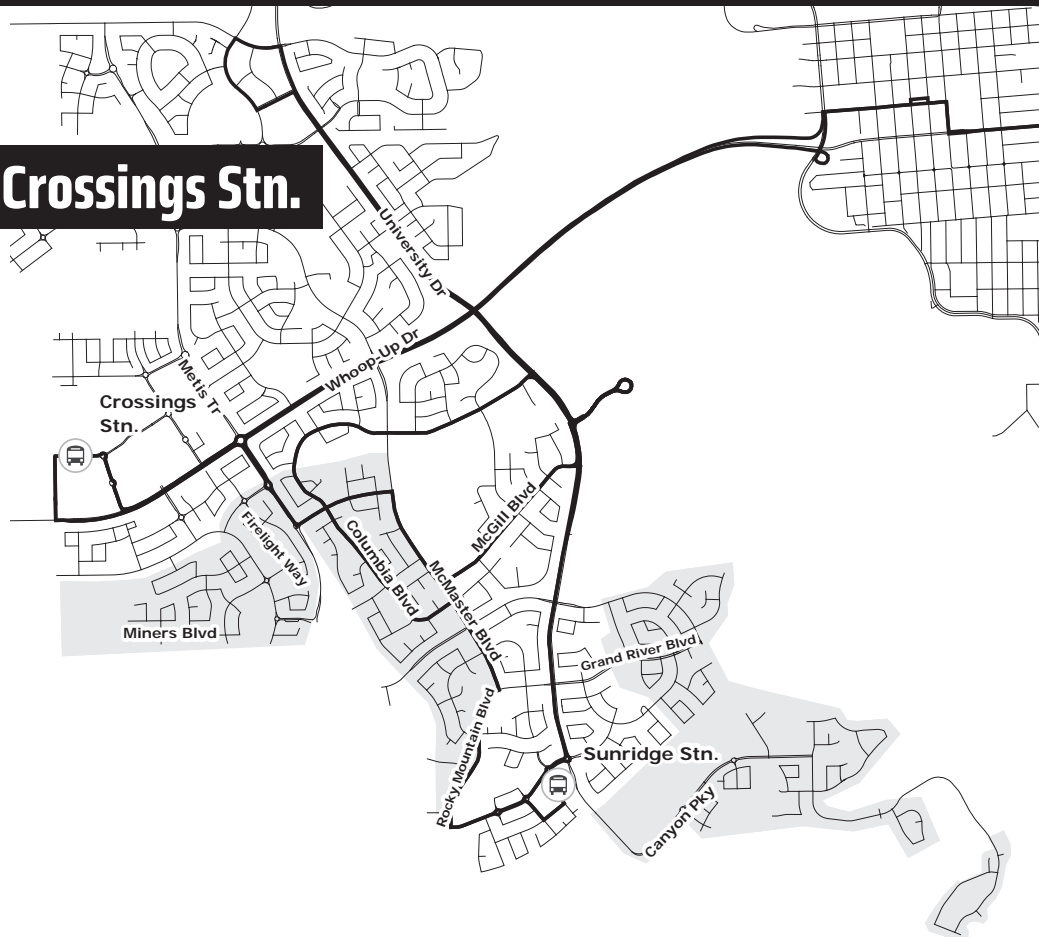 Crossings Stn.
University Dr
Whoop-Up Dr
Metis Tr
Crossings
Stn.
McGill Blvd
Firelight Way
Columbia Blvd
McMaster Blvd
Miners Blvd
Grand River Blvd
Rocky Mountain Blvd
Sunridge Stn.
Canyon Pky